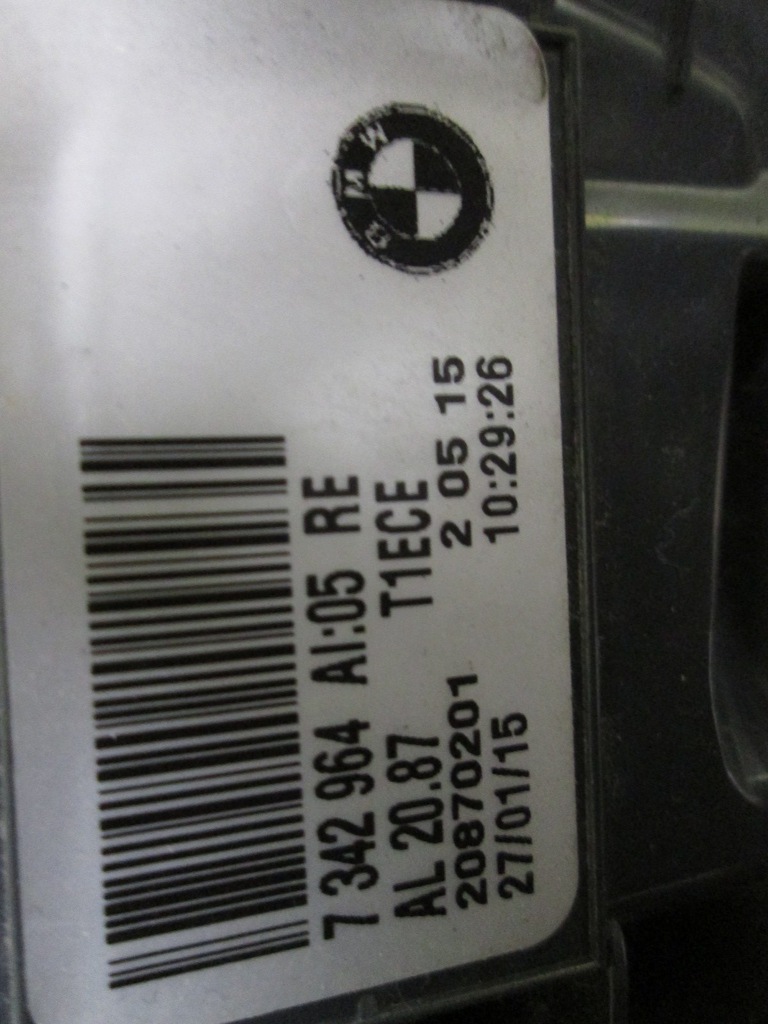 BMW
7 342 964 AI:05 RE
AL 20.87 T1ECE
20870201 2 05 15
27/01/15 10:29:26